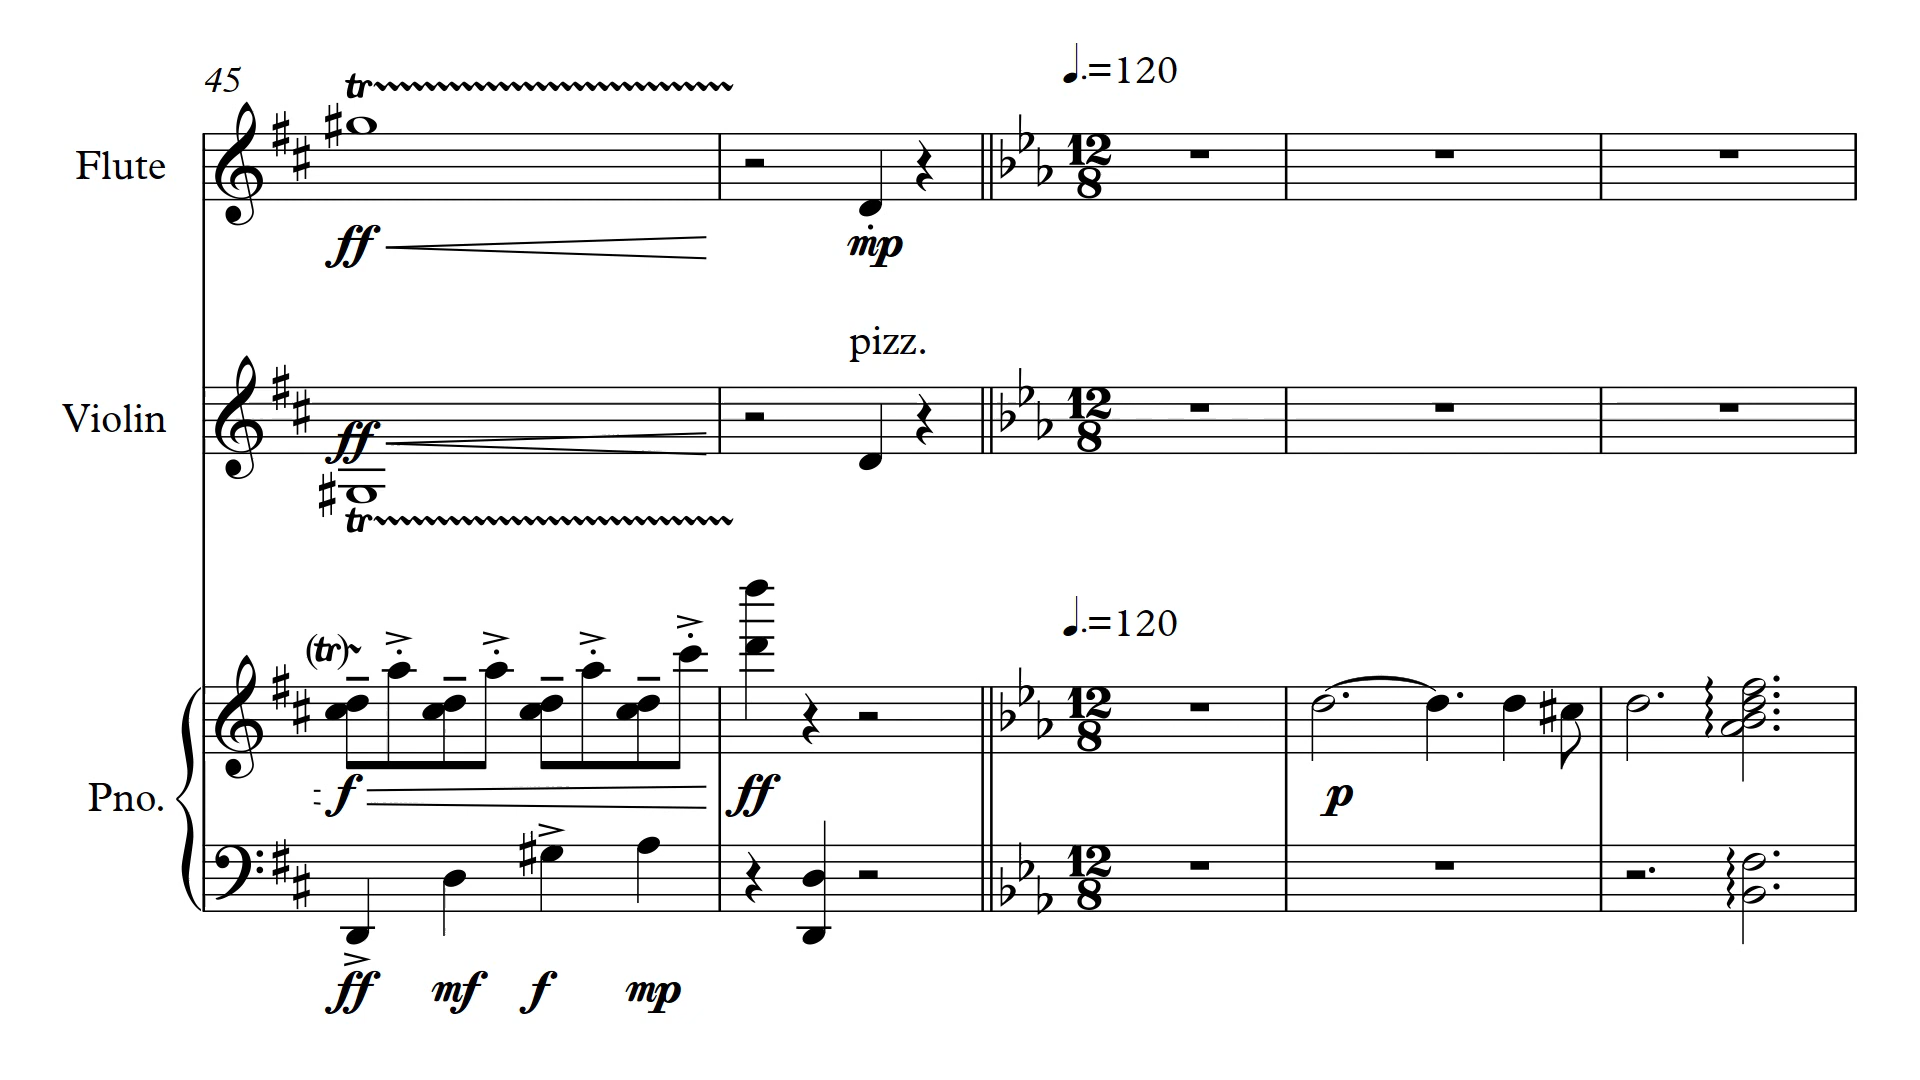 45
tr
=120
Flute
12
8
ff
mp
pizz.
Violin
12
8
ff
tr
=120
(tr)
12
8
f
ff
p
Pno.
12
8
ff mf f mp